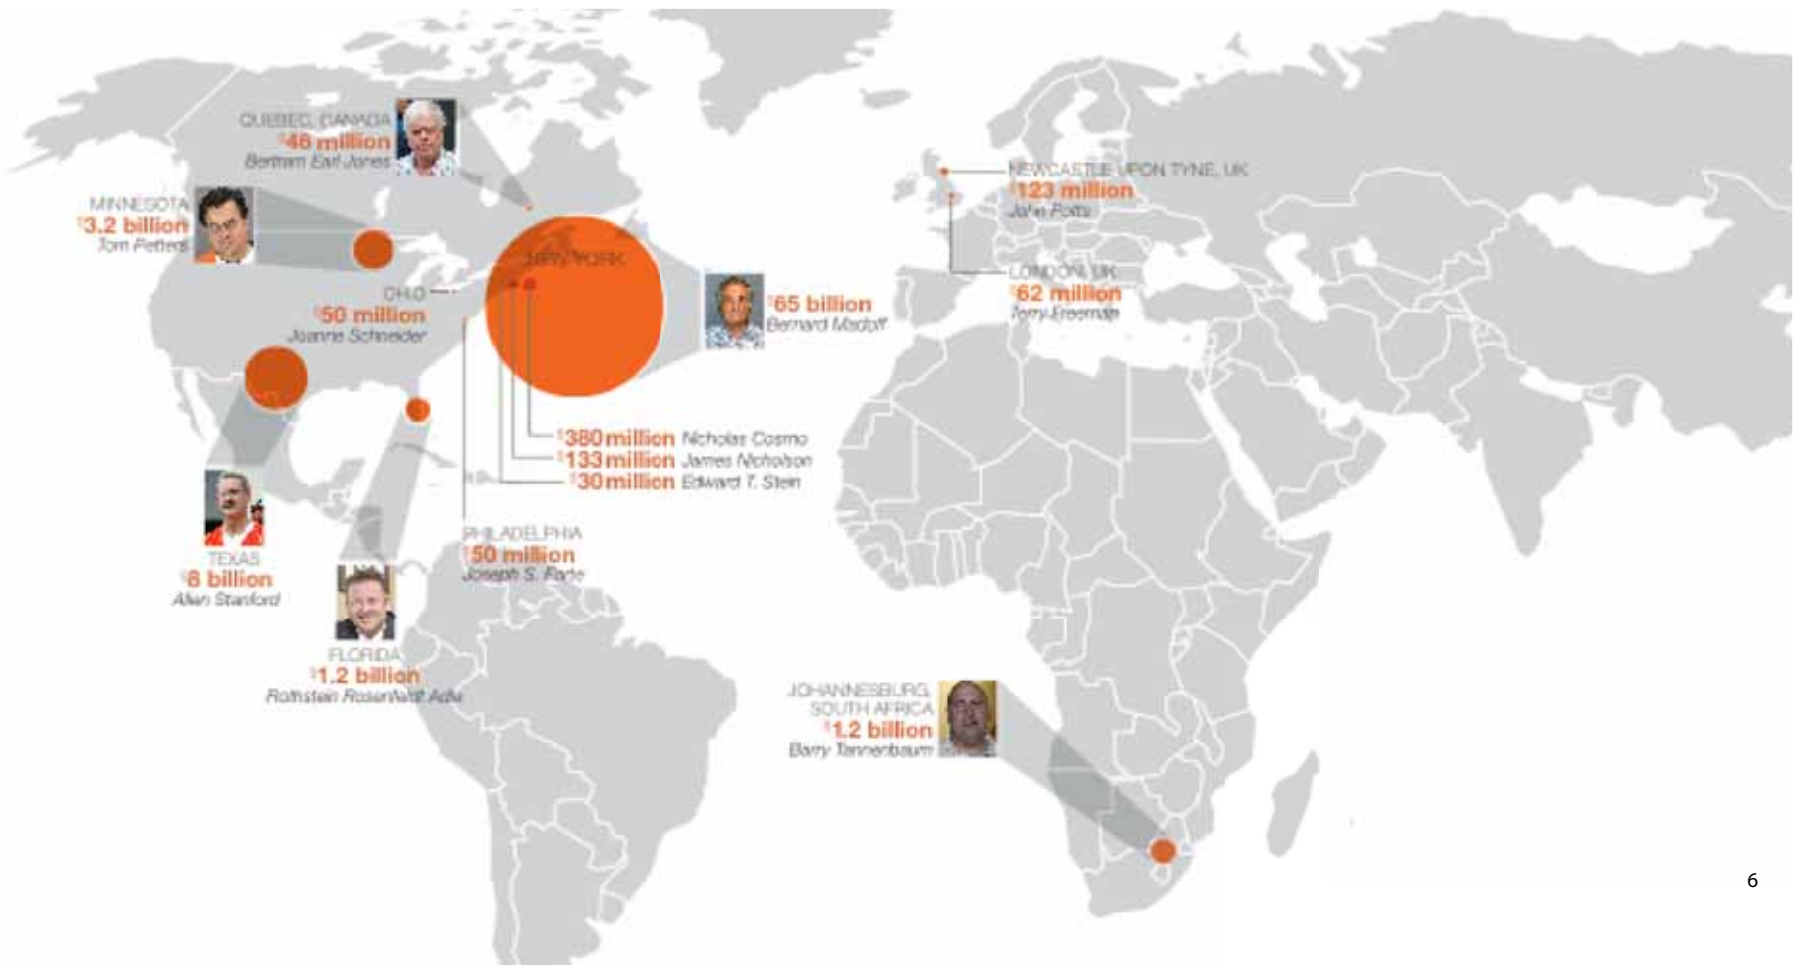 QUEBEC, CANADA
$46 million
Bertram Earl Jones
MINNESOTA
$3.2 billion
Tom Petters
OHIO
$50 million
Joanne Schneider
NEW YORK
$65 billion
Bernard Madoff
NEWCASTLE UPON TYNE, UK
$123 million
John Potts
LONDON, UK
$62 million
Terry Freeman
$380 million Nicholas Cosmo
$133 million James Nicholson
$30 million Edward T. Stein
PHILADELPHIA
$50 million
Joseph S. Forte
TEXAS
$8 billion
Allen Stanford
FLORIDA
$1.2 billion
Rothstein Rosenfeldt Adler
JOHANNESBURG,
SOUTH AFRICA
$1.2 billion
Barry Tannenbaum
6